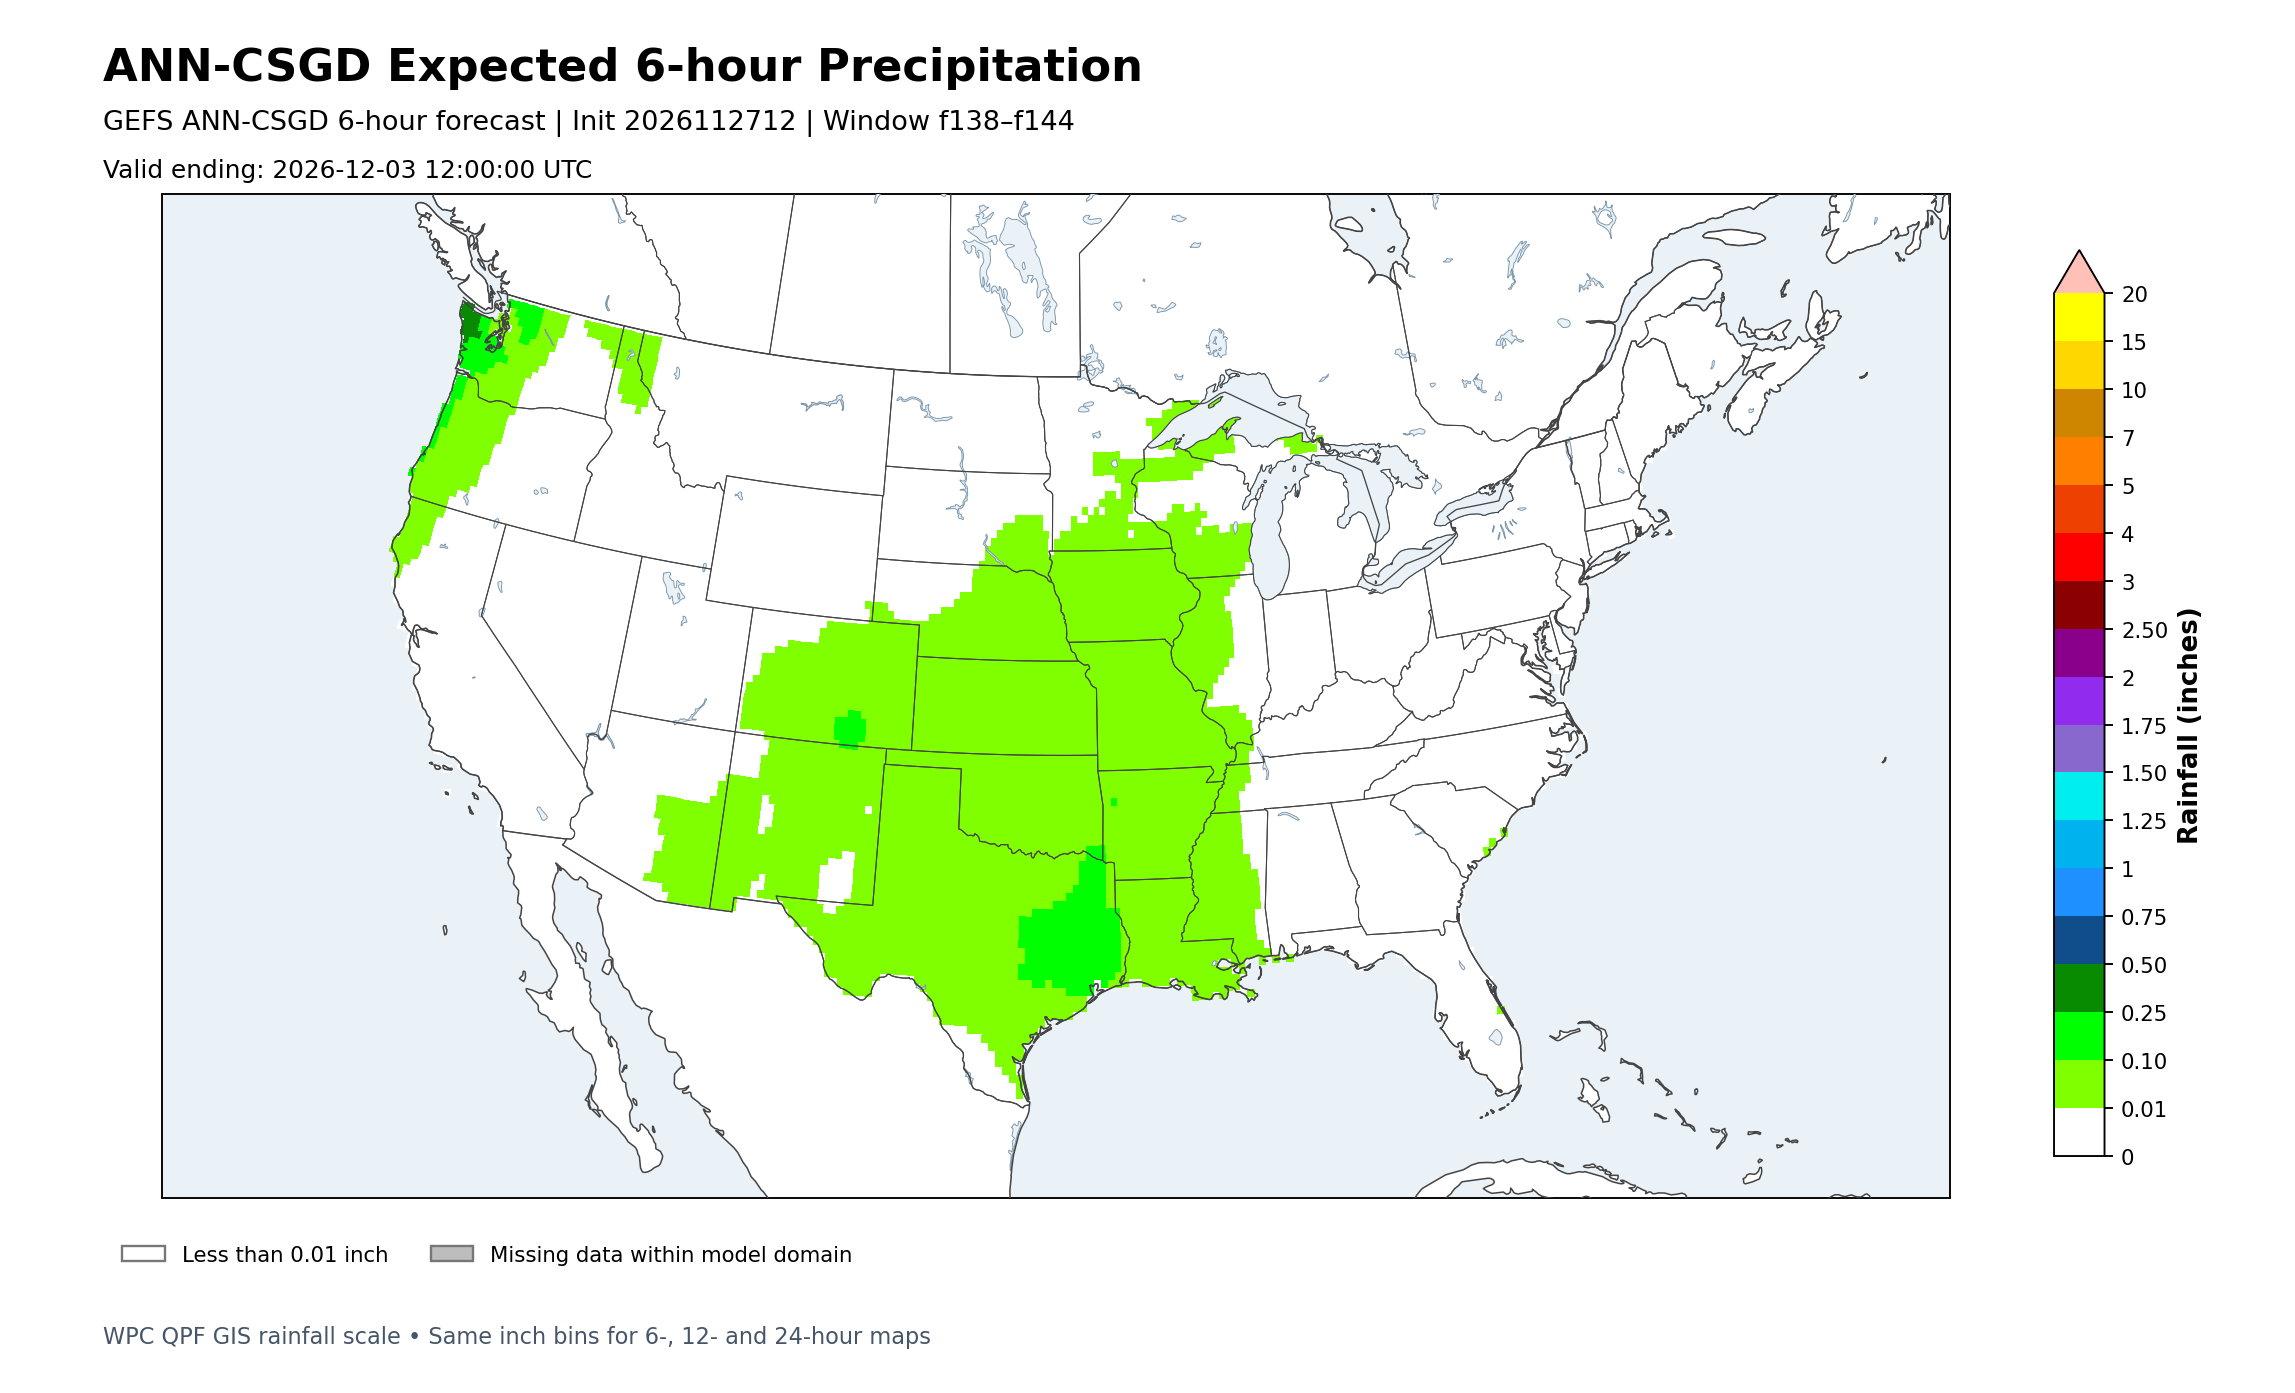 ANN-CSGD Expected 6-hour Precipitation
GEFS ANN-CSGD 6-hour forecast | Init 2026112712 | Window f138–f144
Valid ending: 2026-12-03 12:00:00 UTC
20
15
10
7
5
4
3
2.50
2
1.75
1.50
1.25
1
0.75
0.50
0.25
0.10
0.01
0
Rainfall (inches)
Less than 0.01 inch
Missing data within model domain
WPC QPF GIS rainfall scale • Same inch bins for 6-, 12- and 24-hour maps